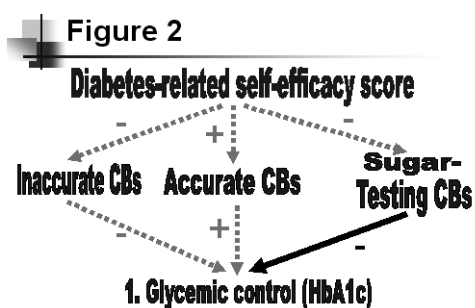 Figure 2
Diabetes-related self-efficacy score
- + -
Inaccurate CBs Accurate CBs Sugar-
Testing CBs
- + -
1. Glycemic control (HbA1c)